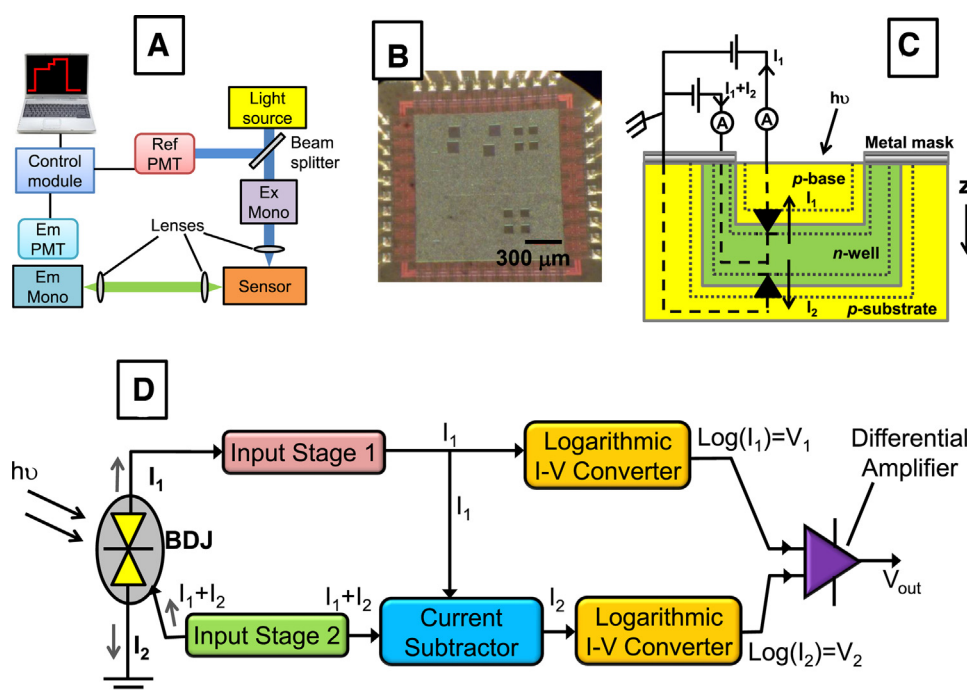 A
Light
source
Ref
PMT
Beam
splitter
Control
module
Ex
Mono
Em
PMT
Lenses
Em
Mono
Sensor
B
300 μm
C
I₁
I₁+I₂
A
A
hυ
Metal mask
p-base
I₁
n-well
I₂
p-substrate
z
D
hυ
I₁
BDJ
I₁+I₂
I₂
Input Stage 1
I₁
I₁
Input Stage 2
I₁+I₂
Current
Subtractor
I₂
Logarithmic
I-V Converter
Log(I₁)=V₁
Logarithmic
I-V Converter
Log(I₂)=V₂
Differential
Amplifier
Vout